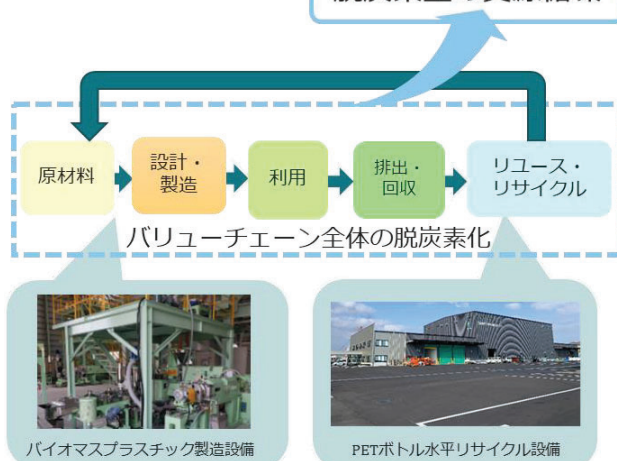 原材料
設計・
製造
利用
排出・
回収
リユース・
リサイクル
バリューチェーン全体の脱炭素化
バイオマスプラスチック製造設備
PETボトル水平リサイクル設備